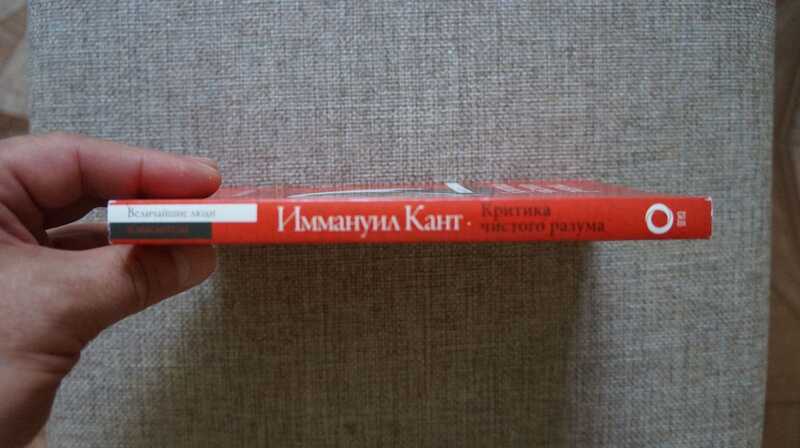 Величайшие люди
Иммануил Кант.
Критика
чистого разума